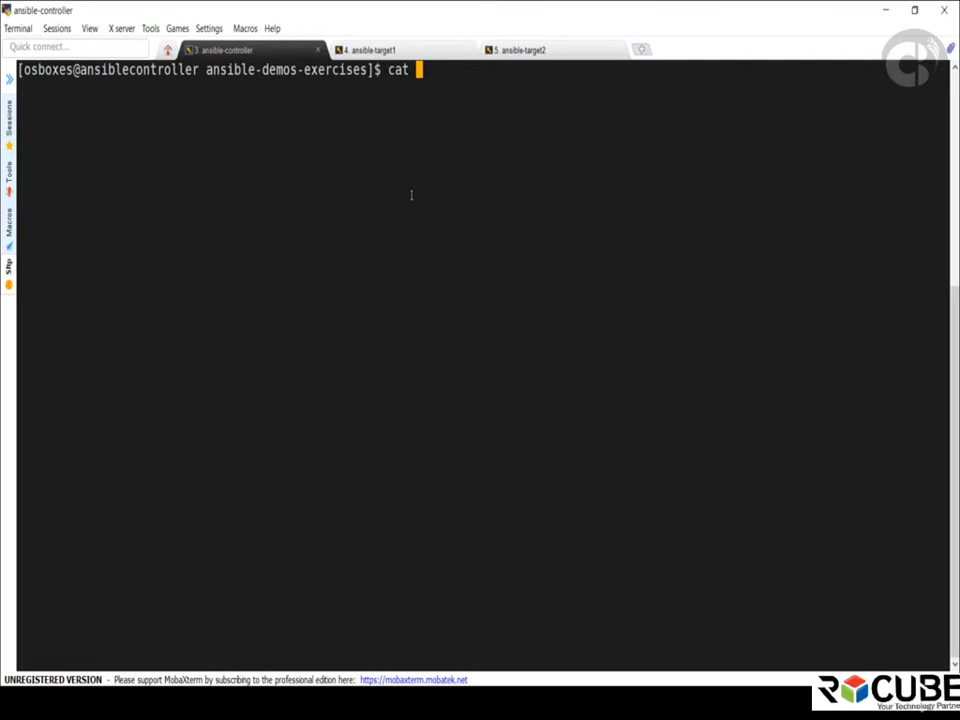 ansible-controller
Terminal Sessions View X server Tools Games Settings Macros Help
Quick connect...
3. ansible-controller
4. ansible-target1
5. ansible-target2
[osboxes@ansiblecontroller ansible-demos-exercises]$ cat
Sessions
Tools
Macros
Sftp
UNREGISTERED VERSION - Please support MobaXterm by subscribing to the professional edition here: https://mobaxterm.mobatek.net
CB
R CUBE
Your Technology Partne